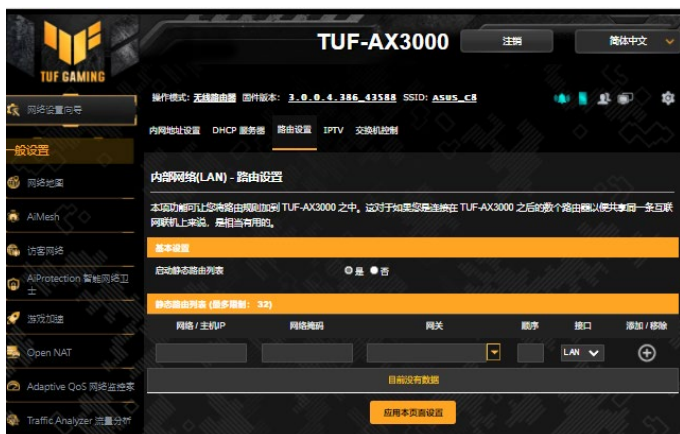 TUF GAMING
TUF-AX3000
注销
简体中文
操作模式: 无线路由器 固件版本: 3.0.0.4.386_43588 SSID: ASUS_C8
网络设置向导
一般设置
网络地图
AiMesh
访客网络
AiProtection 智能网络卫士
游戏加速
Open NAT
Adaptive QoS 网络监控家
Traffic Analyzer 流量分析
内网地址设置 DHCP 服务器 路由设置 IPTV 交换机控制
内部网络(LAN) - 路由设置
本项功能可让您将路由规则加到 TUF-AX3000 之中。这对于如果您是连接在 TUF-AX3000 之后的数个路由器以便共享同一条互联
网联机上来说，是相当有用的。
基本设置
启动静态路由列表 是 否
静态路由列表 (最多限制: 32)
网络 / 主机IP 网络掩码 网关 顺序 接口 添加 / 移除
LAN
目前没有数据
应用本页面设置